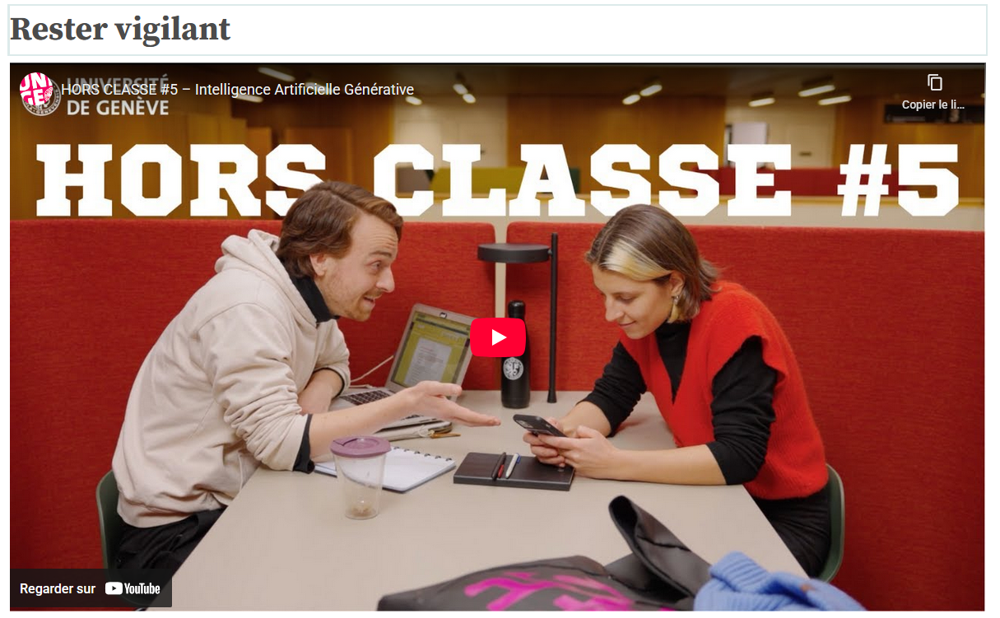 Rester vigilant
HORS CLASSE #5 – Intelligence Artificielle Générative
UNIVERSITÉ
DE GENÈVE
Copier le li…
HORS CLASSE #5
Regarder sur YouTube